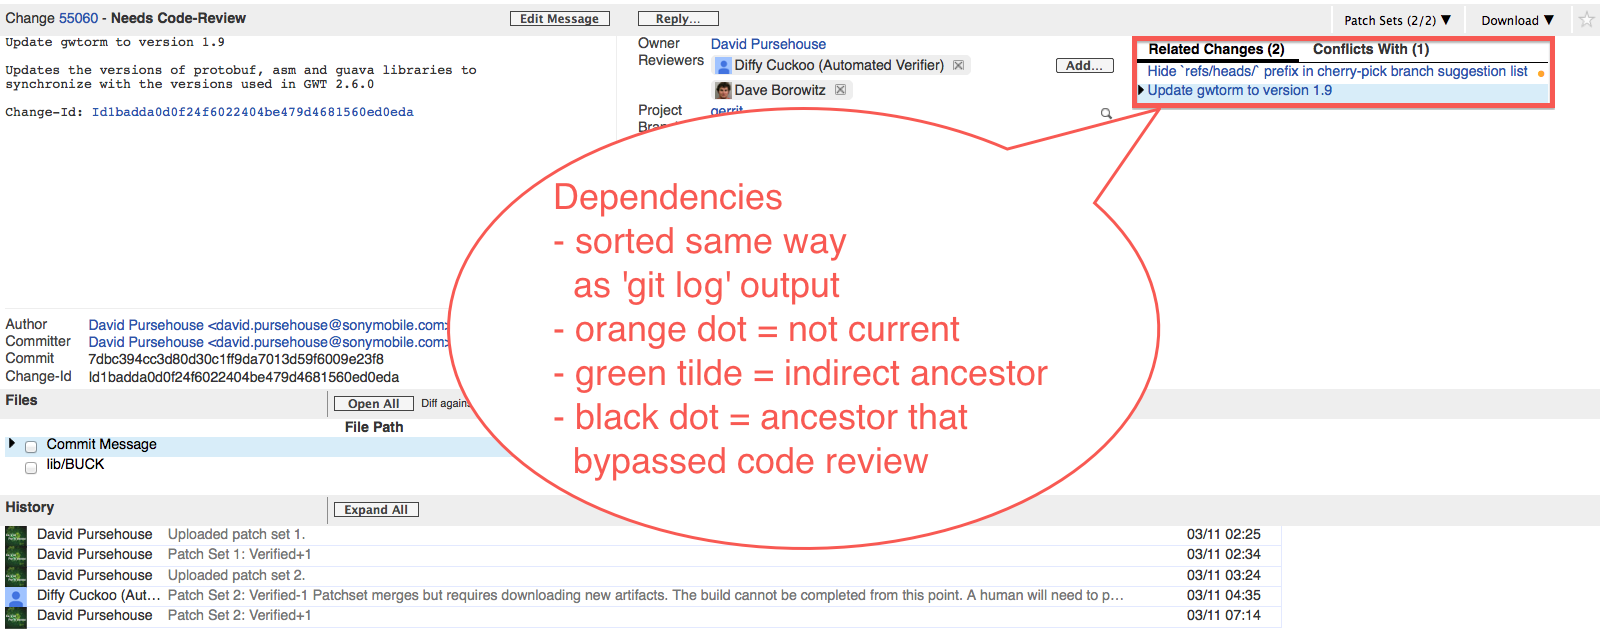 Change 55060 - Needs Code-Review
Edit Message
Reply...
Patch Sets (2/2) ▼
Download ▼
Update gwtorm to version 1.9
Updates the versions of protobuf, asm and guava libraries to
synchronize with the versions used in GWT 2.6.0
Change-Id: Id1badda0d0f24f6022404be479d4681560ed0eda
Owner David Pursehouse
Reviewers Diffy Cuckoo (Automated Verifier)
Add...
Dave Borowitz
Project gerrit
Related Changes (2) Conflicts With (1)
Hide `refs/heads/` prefix in cherry-pick branch suggestion list
Update gwtorm to version 1.9
Dependencies
- sorted same way
as 'git log' output
- orange dot = not current
- green tilde = indirect ancestor
- black dot = ancestor that
bypassed code review
Author David Pursehouse <david.pursehouse@sonymobile.com>
Committer David Pursehouse <david.pursehouse@sonymobile.com>
Commit 7dbc394cc3d80d30c1ff9da7013d59f6009e23f8
Change-Id Id1badda0d0f24f6022404be479d4681560ed0eda
Files
Open All
Diff again
File Path
Commit Message
lib/BUCK
History
Expand All
David Pursehouse Uploaded patch set 1. 03/11 02:25
David Pursehouse Patch Set 1: Verified+1 03/11 02:34
David Pursehouse Uploaded patch set 2. 03/11 03:24
Diffy Cuckoo (Aut... Patch Set 2: Verified-1 Patchset merges but requires downloading new artifacts. The build cannot be completed from this point. A human will need to p... 03/11 04:35
David Pursehouse Patch Set 2: Verified+1 03/11 07:14